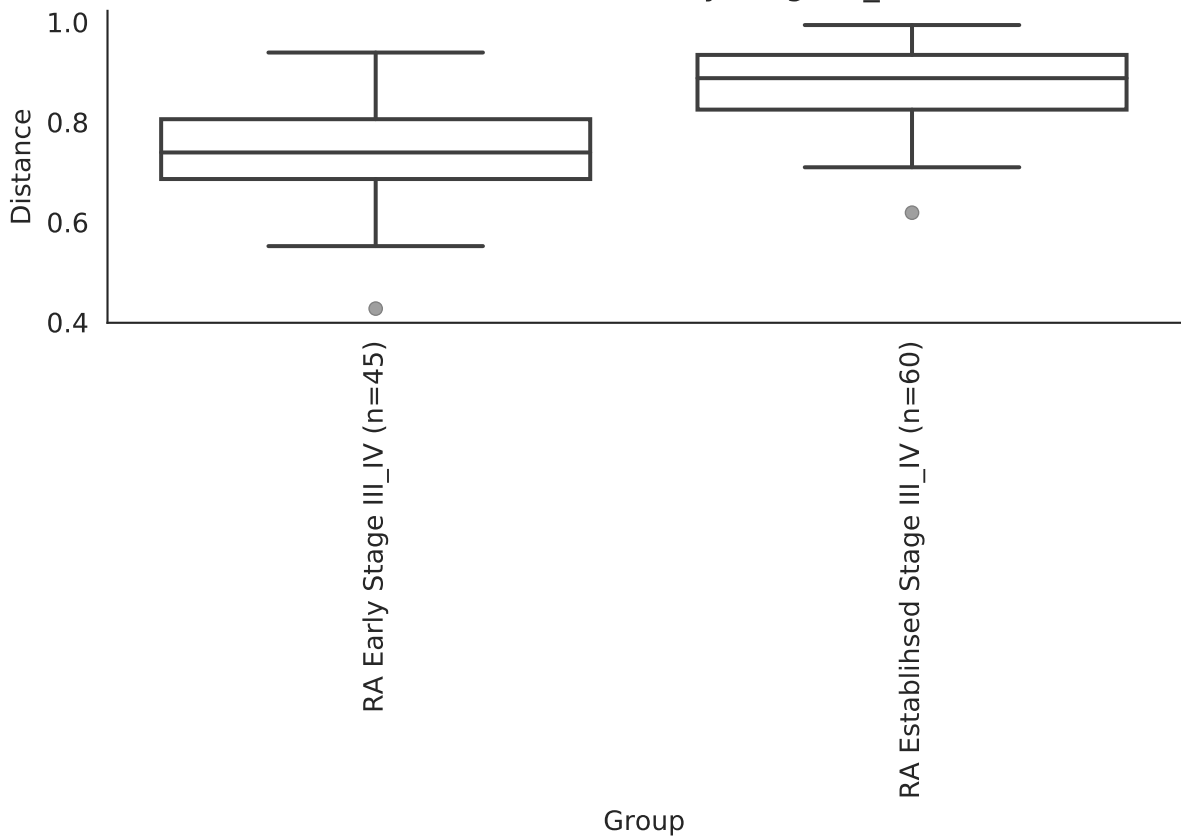 1.0
0.8
0.6
0.4
Distance
RA Early Stage III_IV (n=45)
RA Establihsed Stage III_IV (n=60)
Group